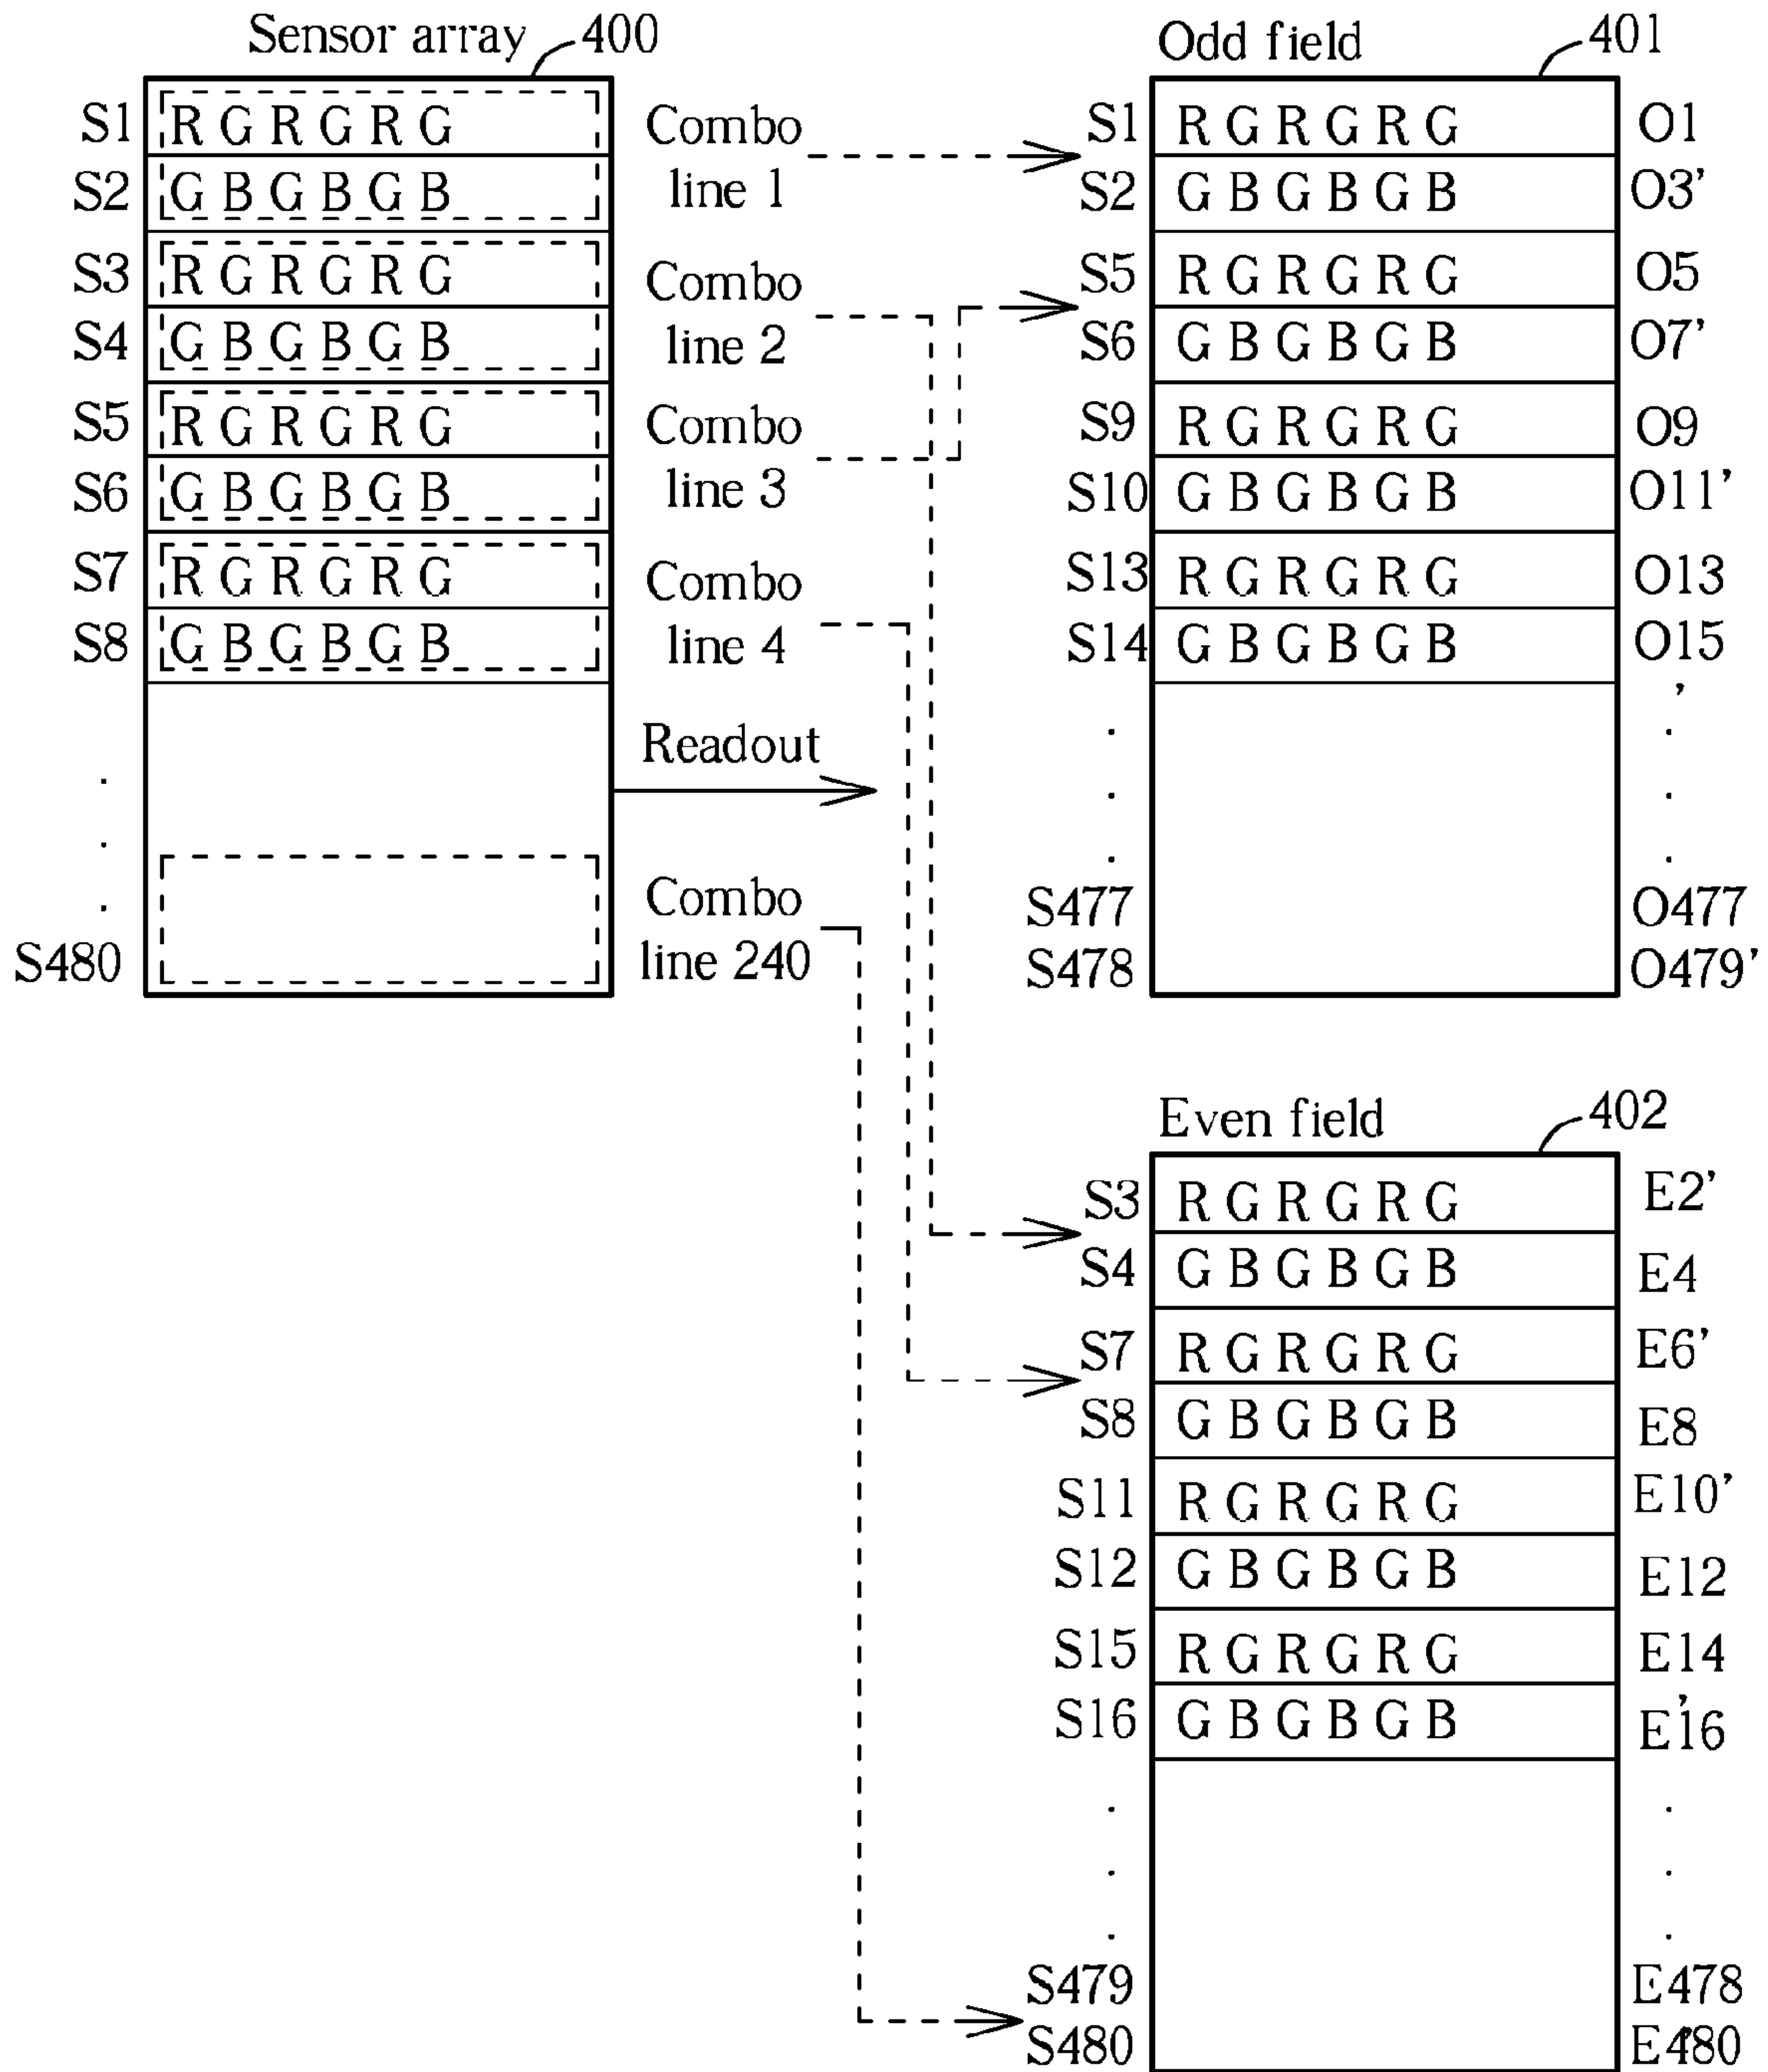 Sensor array 400
S1 R G R G R G
S2 G B G B G B
Combo
line 1
S3 R G R G R G
S4 G B G B G B
Combo
line 2
S5 R G R G R G
S6 G B G B G B
Combo
line 3
S7 R G R G R G
S8 G B G B G B
Combo
line 4
Readout
Combo
line 240
S480
Odd field 401
S1 R G R G R G O1
S2 G B G B G B O3'
S5 R G R G R G O5
S6 G B G B G B O7'
S9 R G R G R G O9
S10 G B G B G B O11'
S13 R G R G R G O13
S14 G B G B G B O15
'
S477 O477
S478 O479'
Even field 402
S3 R G R G R G E2'
S4 G B G B G B E4
S7 R G R G R G E6'
S8 G B G B G B E8
S11 R G R G R G E10'
S12 G B G B G B E12
S15 R G R G R G E14
'
S16 G B G B G B E16
S479 E478
'
S480 E480